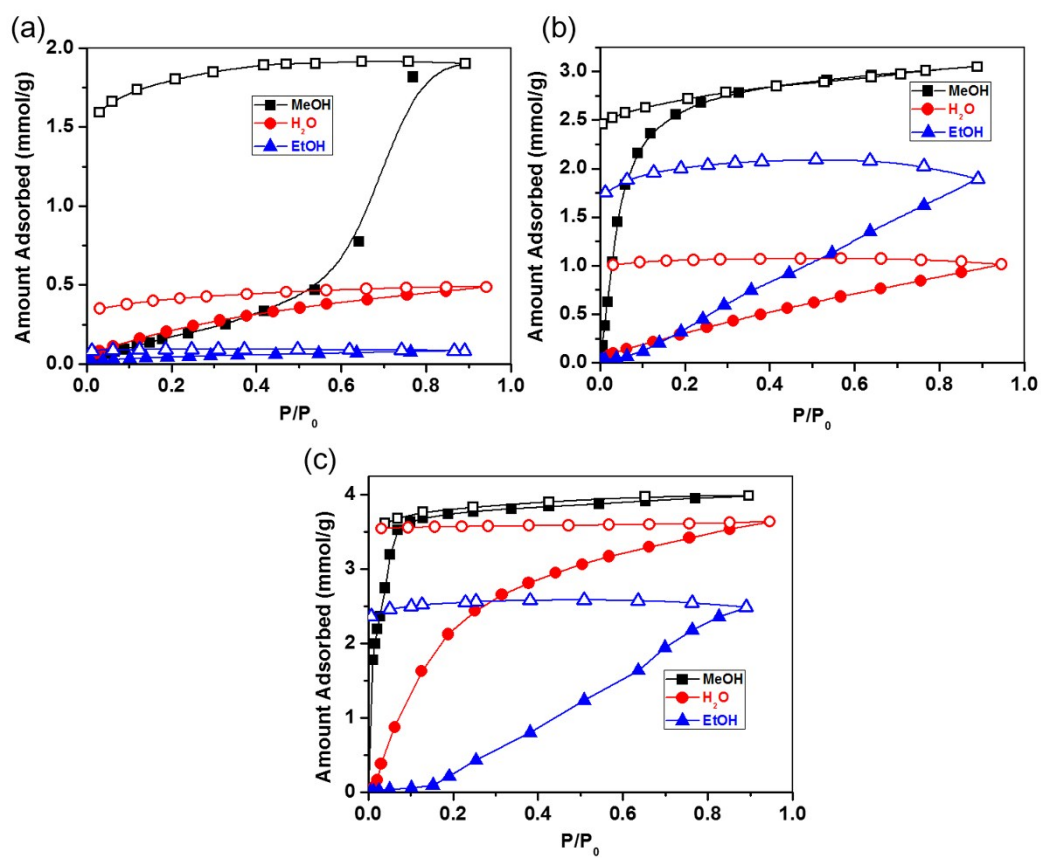 (a)
2.0
1.5
1.0
0.5
0.0
Amount Adsorbed (mmol/g)
MeOH
H₂O
EtOH
0.0 0.2 0.4 0.6 0.8 1.0
P/P₀
(b)
3.0
2.5
2.0
1.5
1.0
0.5
0.0
Amount Adsorbed (mmol/g)
MeOH
H₂O
EtOH
0.0 0.2 0.4 0.6 0.8 1.0
P/P₀
(c)
4
3
2
1
0
Amount Adsorbed (mmol/g)
MeOH
H₂O
EtOH
0.0 0.2 0.4 0.6 0.8 1.0
P/P₀